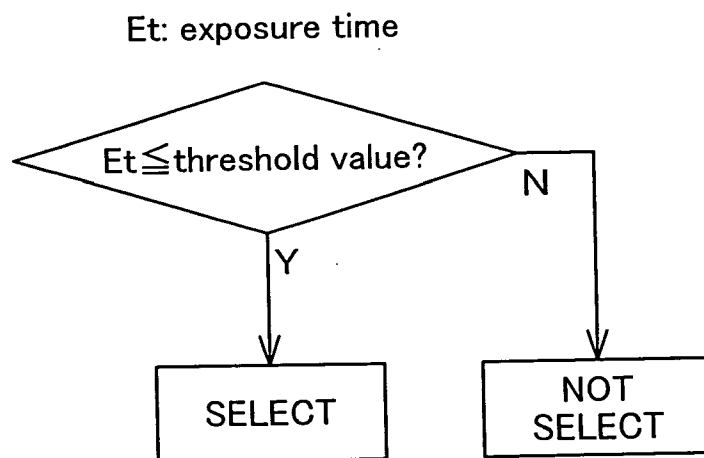 Et: exposure time
Et≦threshold value?
N
Y
SELECT
NOT
SELECT